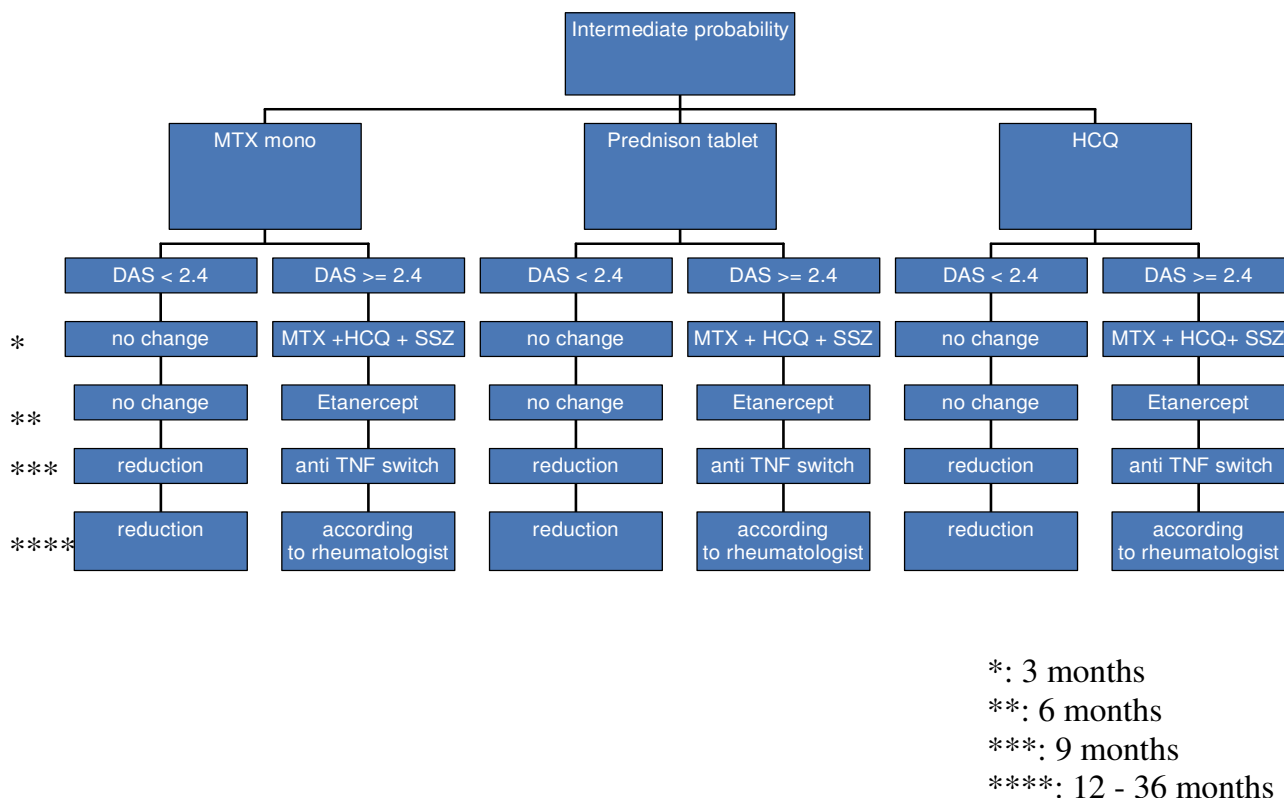 Intermediate probability
MTX mono
Prednison tablet
HCQ
DAS < 2.4
DAS >= 2.4
DAS < 2.4
DAS >= 2.4
DAS < 2.4
DAS >= 2.4
*
no change
MTX +HCQ + SSZ
no change
MTX + HCQ + SSZ
no change
MTX + HCQ+ SSZ
**
no change
Etanercept
no change
Etanercept
no change
Etanercept
***
reduction
anti TNF switch
reduction
anti TNF switch
reduction
anti TNF switch
****
reduction
according
to rheumatologist
reduction
according
to rheumatologist
reduction
according
to rheumatologist
*: 3 months
**: 6 months
***: 9 months
****: 12 - 36 months